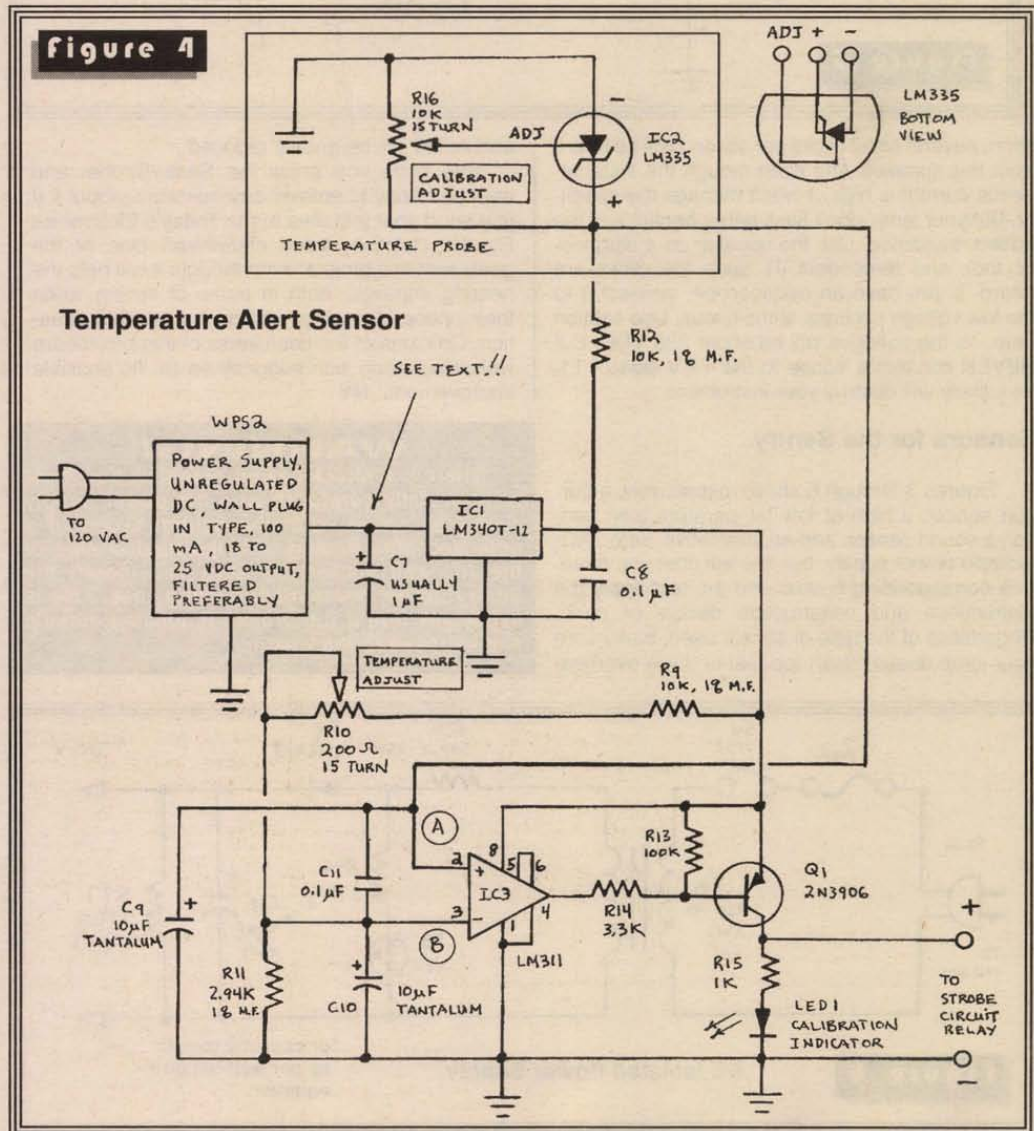 Figure 4
ADJ + -
LM335
BOTTOM
VIEW
R16
10K
15 TURN
ADJ
-
IC2
LM335
CALIBRATION
ADJUST
+
TEMPERATURE PROBE
Temperature Alert Sensor
R12
10K, 1% M.F.
SEE TEXT!!
WPS2
POWER SUPPLY,
UNREGULATED
DC, WALL PLUG
IN TYPE, 100
mA, 18 TO
25 VDC OUTPUT,
FILTERED
PREFERABLY
TO
120 VAC
IC1
LM340T-12
+
C7
USUALLY
1µF
C8
0.1µF
TEMPERATURE
ADJUST
R9
10K, 1% M.F.
R10
200 Ω
15 TURN
A
8
5
6
2
+
IC3
3
-
4
1
LM311
B
R13
100K
R14
3.3K
Q1
2N3906
C11
0.1µF
+
C9
10µF
TANTALUM
R11
2.94K
1% M.F.
+
C10
10µF
TANTALUM
R15
1K
LED1
CALIBRATION
INDICATOR
+
TO
STROBE
CIRCUIT
RELAY
-